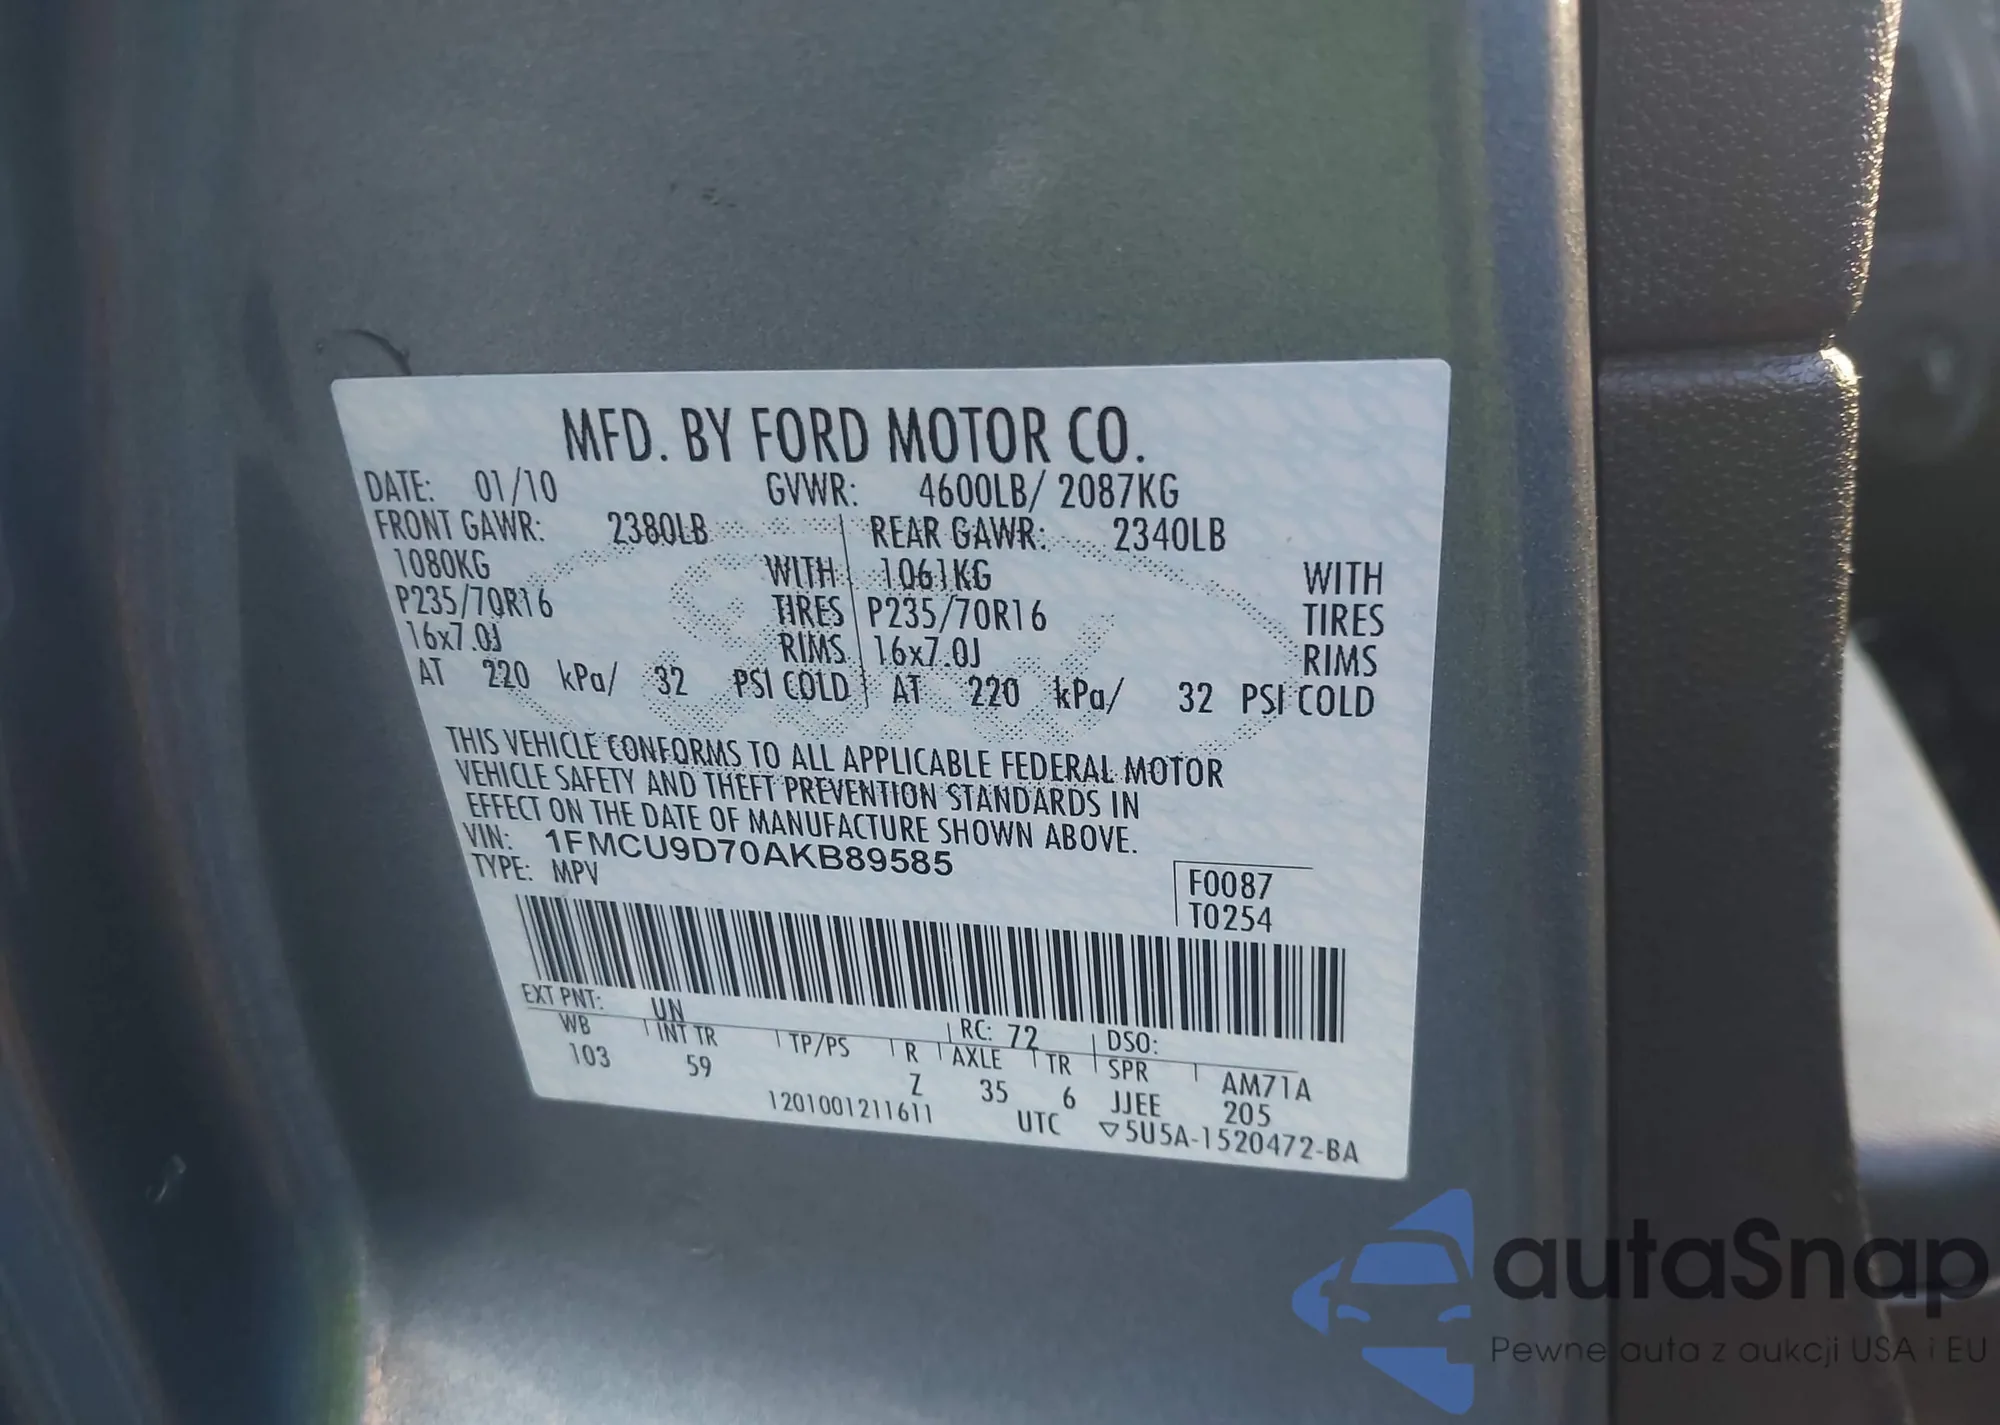 MFD. BY FORD MOTOR CO.
DATE: 01/10 GVWR: 4600LB/ 2087KG
FRONT GAWR: 2380LB REAR GAWR: 2340LB
1080KG WITH 1061KG WITH
P235/70R16 TIRES P235/70R16 TIRES
16x7.0J RIMS 16x7.0J RIMS
AT 220 kPa/ 32 PSI COLD AT 220 kPa/ 32 PSI COLD
THIS VEHICLE CONFORMS TO ALL APPLICABLE FEDERAL MOTOR
VEHICLE SAFETY AND THEFT PREVENTION STANDARDS IN
EFFECT ON THE DATE OF MANUFACTURE SHOWN ABOVE.
VIN: 1FMCU9D70AKB89585
TYPE: MPV
F0087
T0254
EXT PNT: UN RC: 72 DSO:
WB INT TR TP/PS R AXLE TR SPR AM71A
103 59 Z 35 6 JJEE 205
1201001211611 UTC ▽5U5A-1520472-BA
autaSnap
Pewne auta z aukcji USA i EU